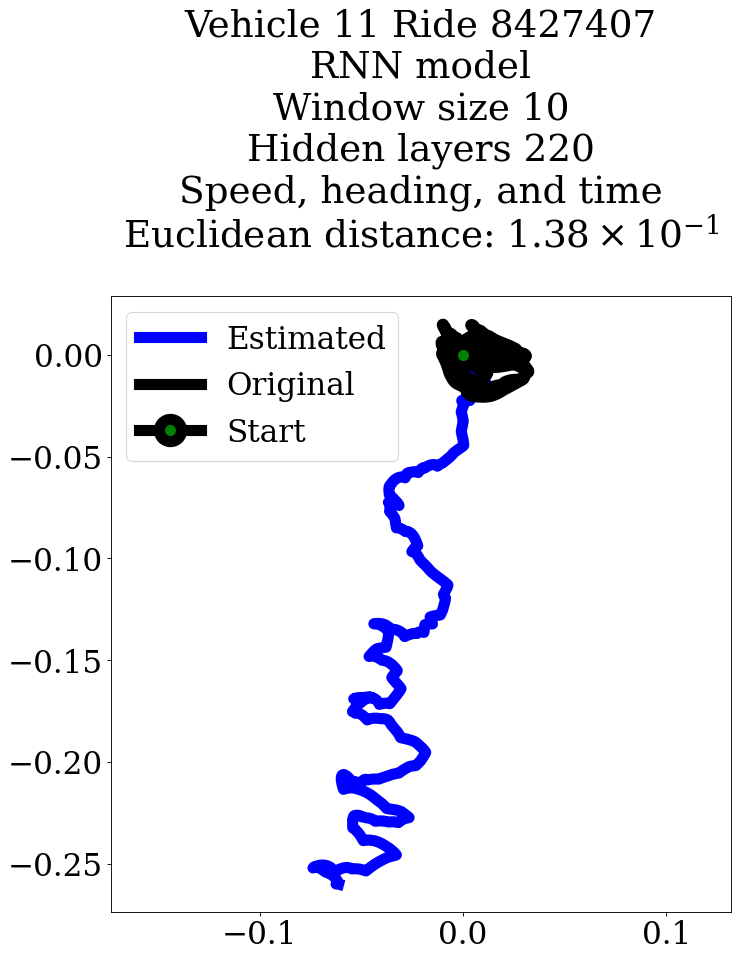 Vehicle 11 Ride 8427407
RNN model
Window size 10
Hidden layers 220
Speed, heading, and time
Euclidean distance: 1.38 × 10⁻¹
Estimated
Original
Start
0.00
−0.05
−0.10
−0.15
−0.20
−0.25
−0.1
0.0
0.1